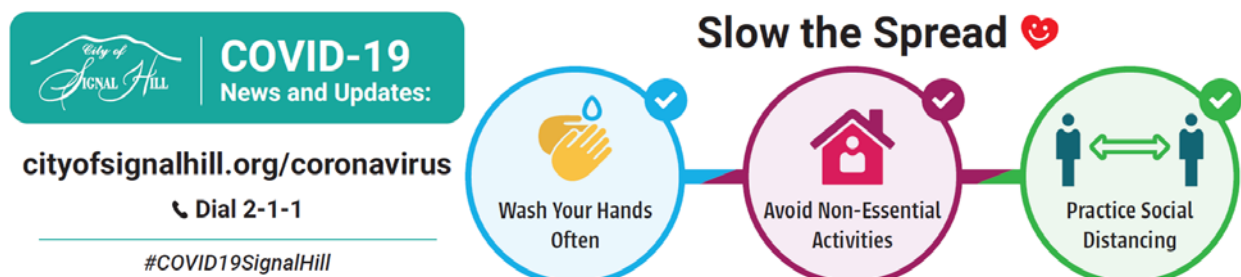 City of
SIGNAL HILL
COVID-19
News and Updates:
cityofsignalhill.org/coronavirus
Dial 2-1-1
#COVID19SignalHill
Slow the Spread
Wash Your Hands
Often
Avoid Non-Essential
Activities
Practice Social
Distancing